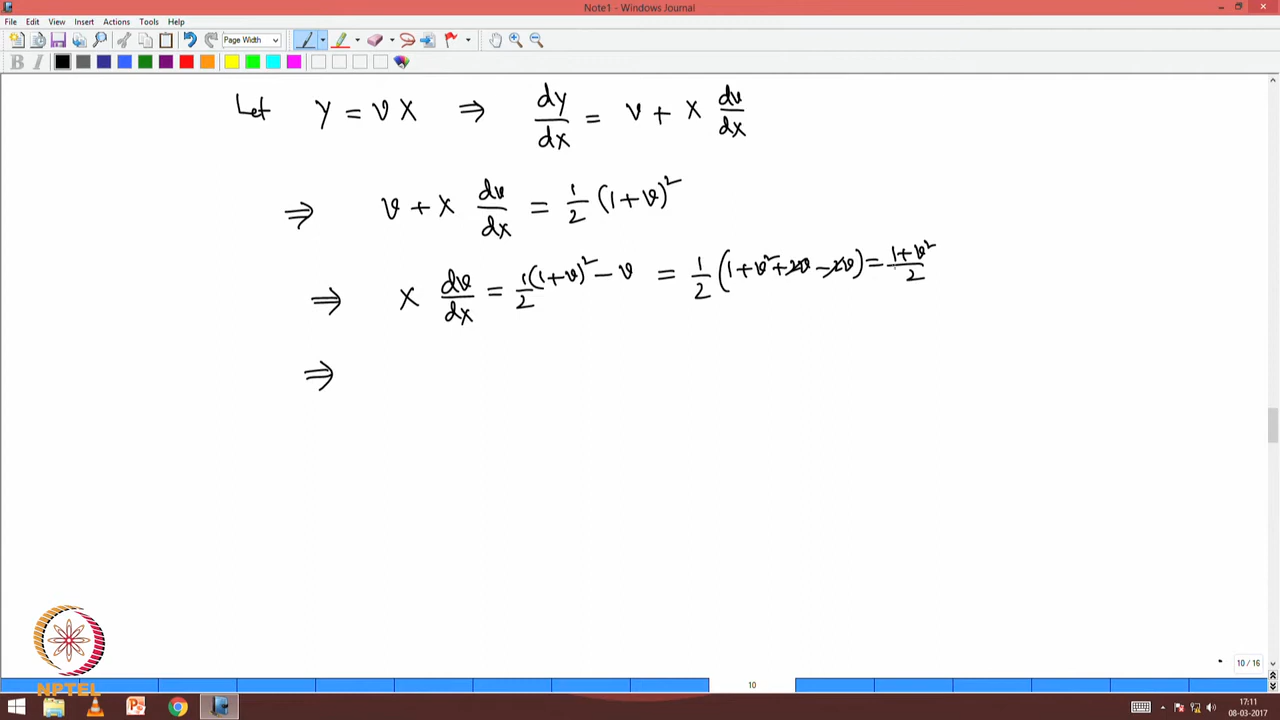 Note1 - Windows Journal
File Edit View Insert Actions Tools Help
Page Width
B I
Let Y = vX ⇒ dY/dX = v + X dv/dX
⇒ v + X dv/dX = 1/2 (1+v)²
⇒ X dv/dX = 1/2 (1+v)² - v = 1/2 (1+v²+2v-2v) = (1+v²)/2
⇒
10 / 16
NPTEL
10
17:11
08-03-2017